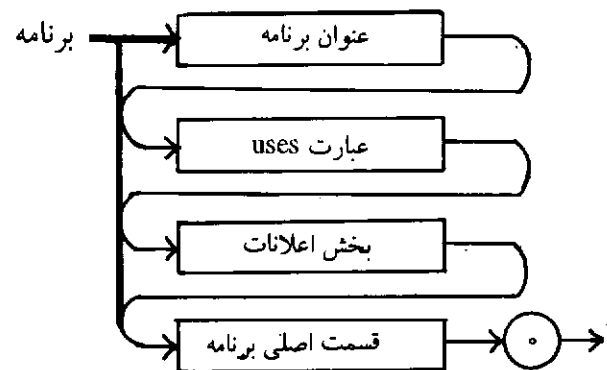 برنامه
عنوان برنامه
عبارت uses
بخش اعلانات
قسمت اصلی برنامه
.